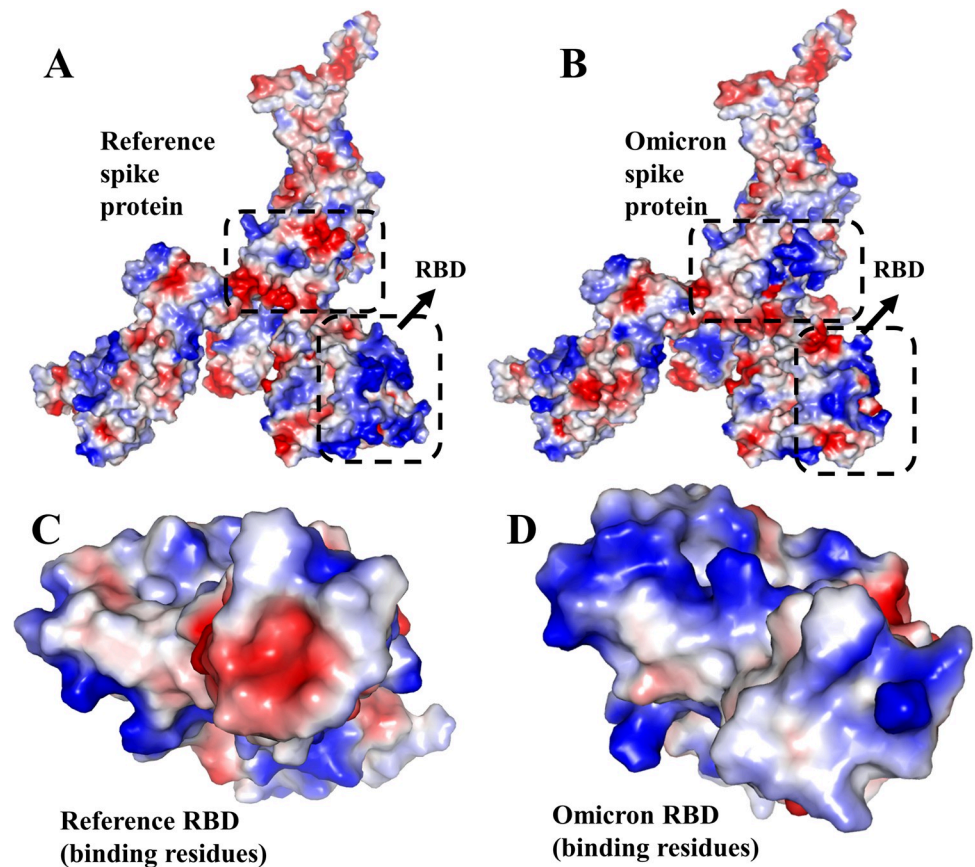 A
Reference
spike
protein
RBD
B
Omicron
spike
protein
RBD
C
Reference RBD
(binding residues)
D
Omicron RBD
(binding residues)